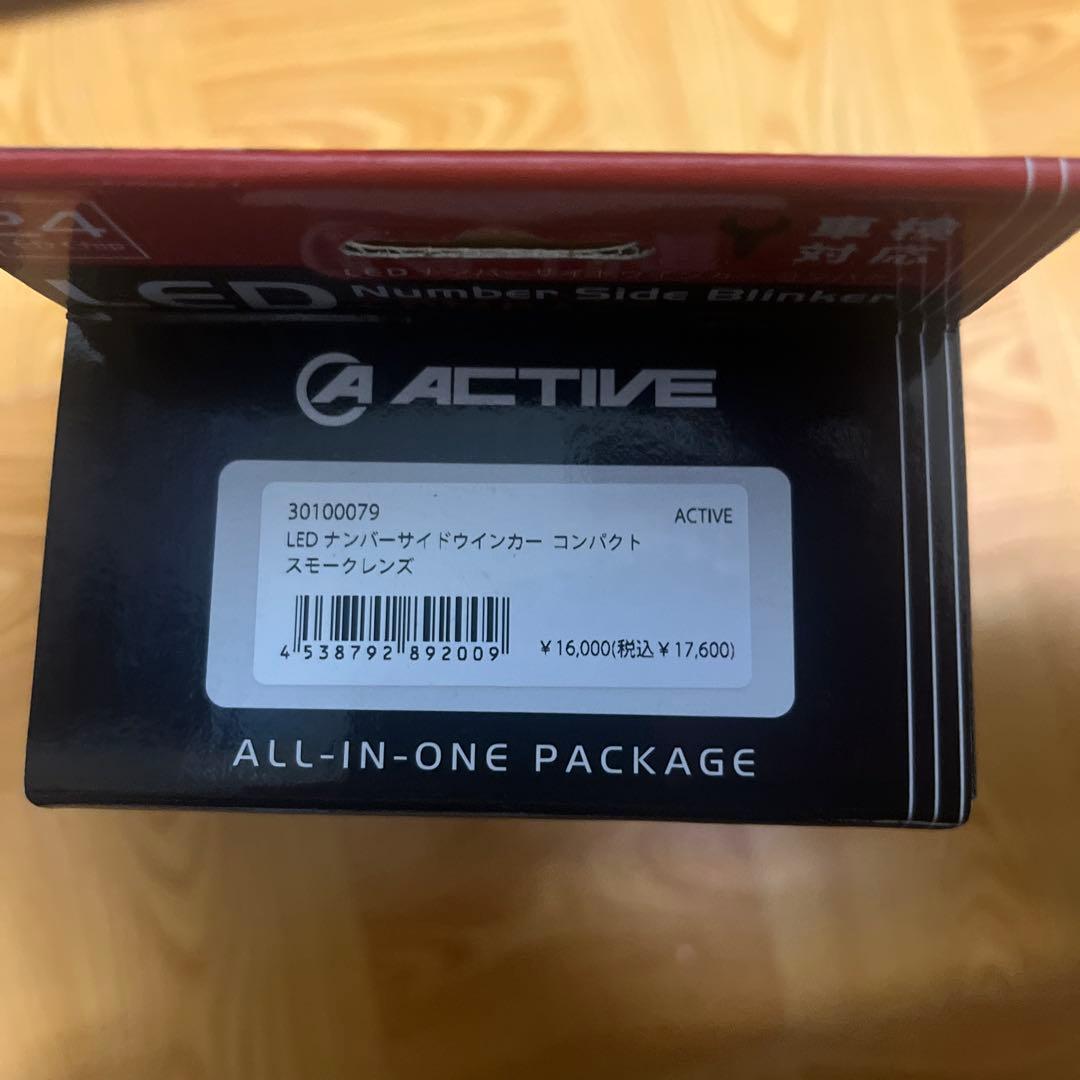 24
車検
対応
LED Number Side Blinker
ACTIVE
30100079 ACTIVE
LED ナンバーサイドウインカー コンパクト
スモークレンズ
4 538792 892009 ¥16,000(税込¥17,600)
ALL-IN-ONE PACKAGE